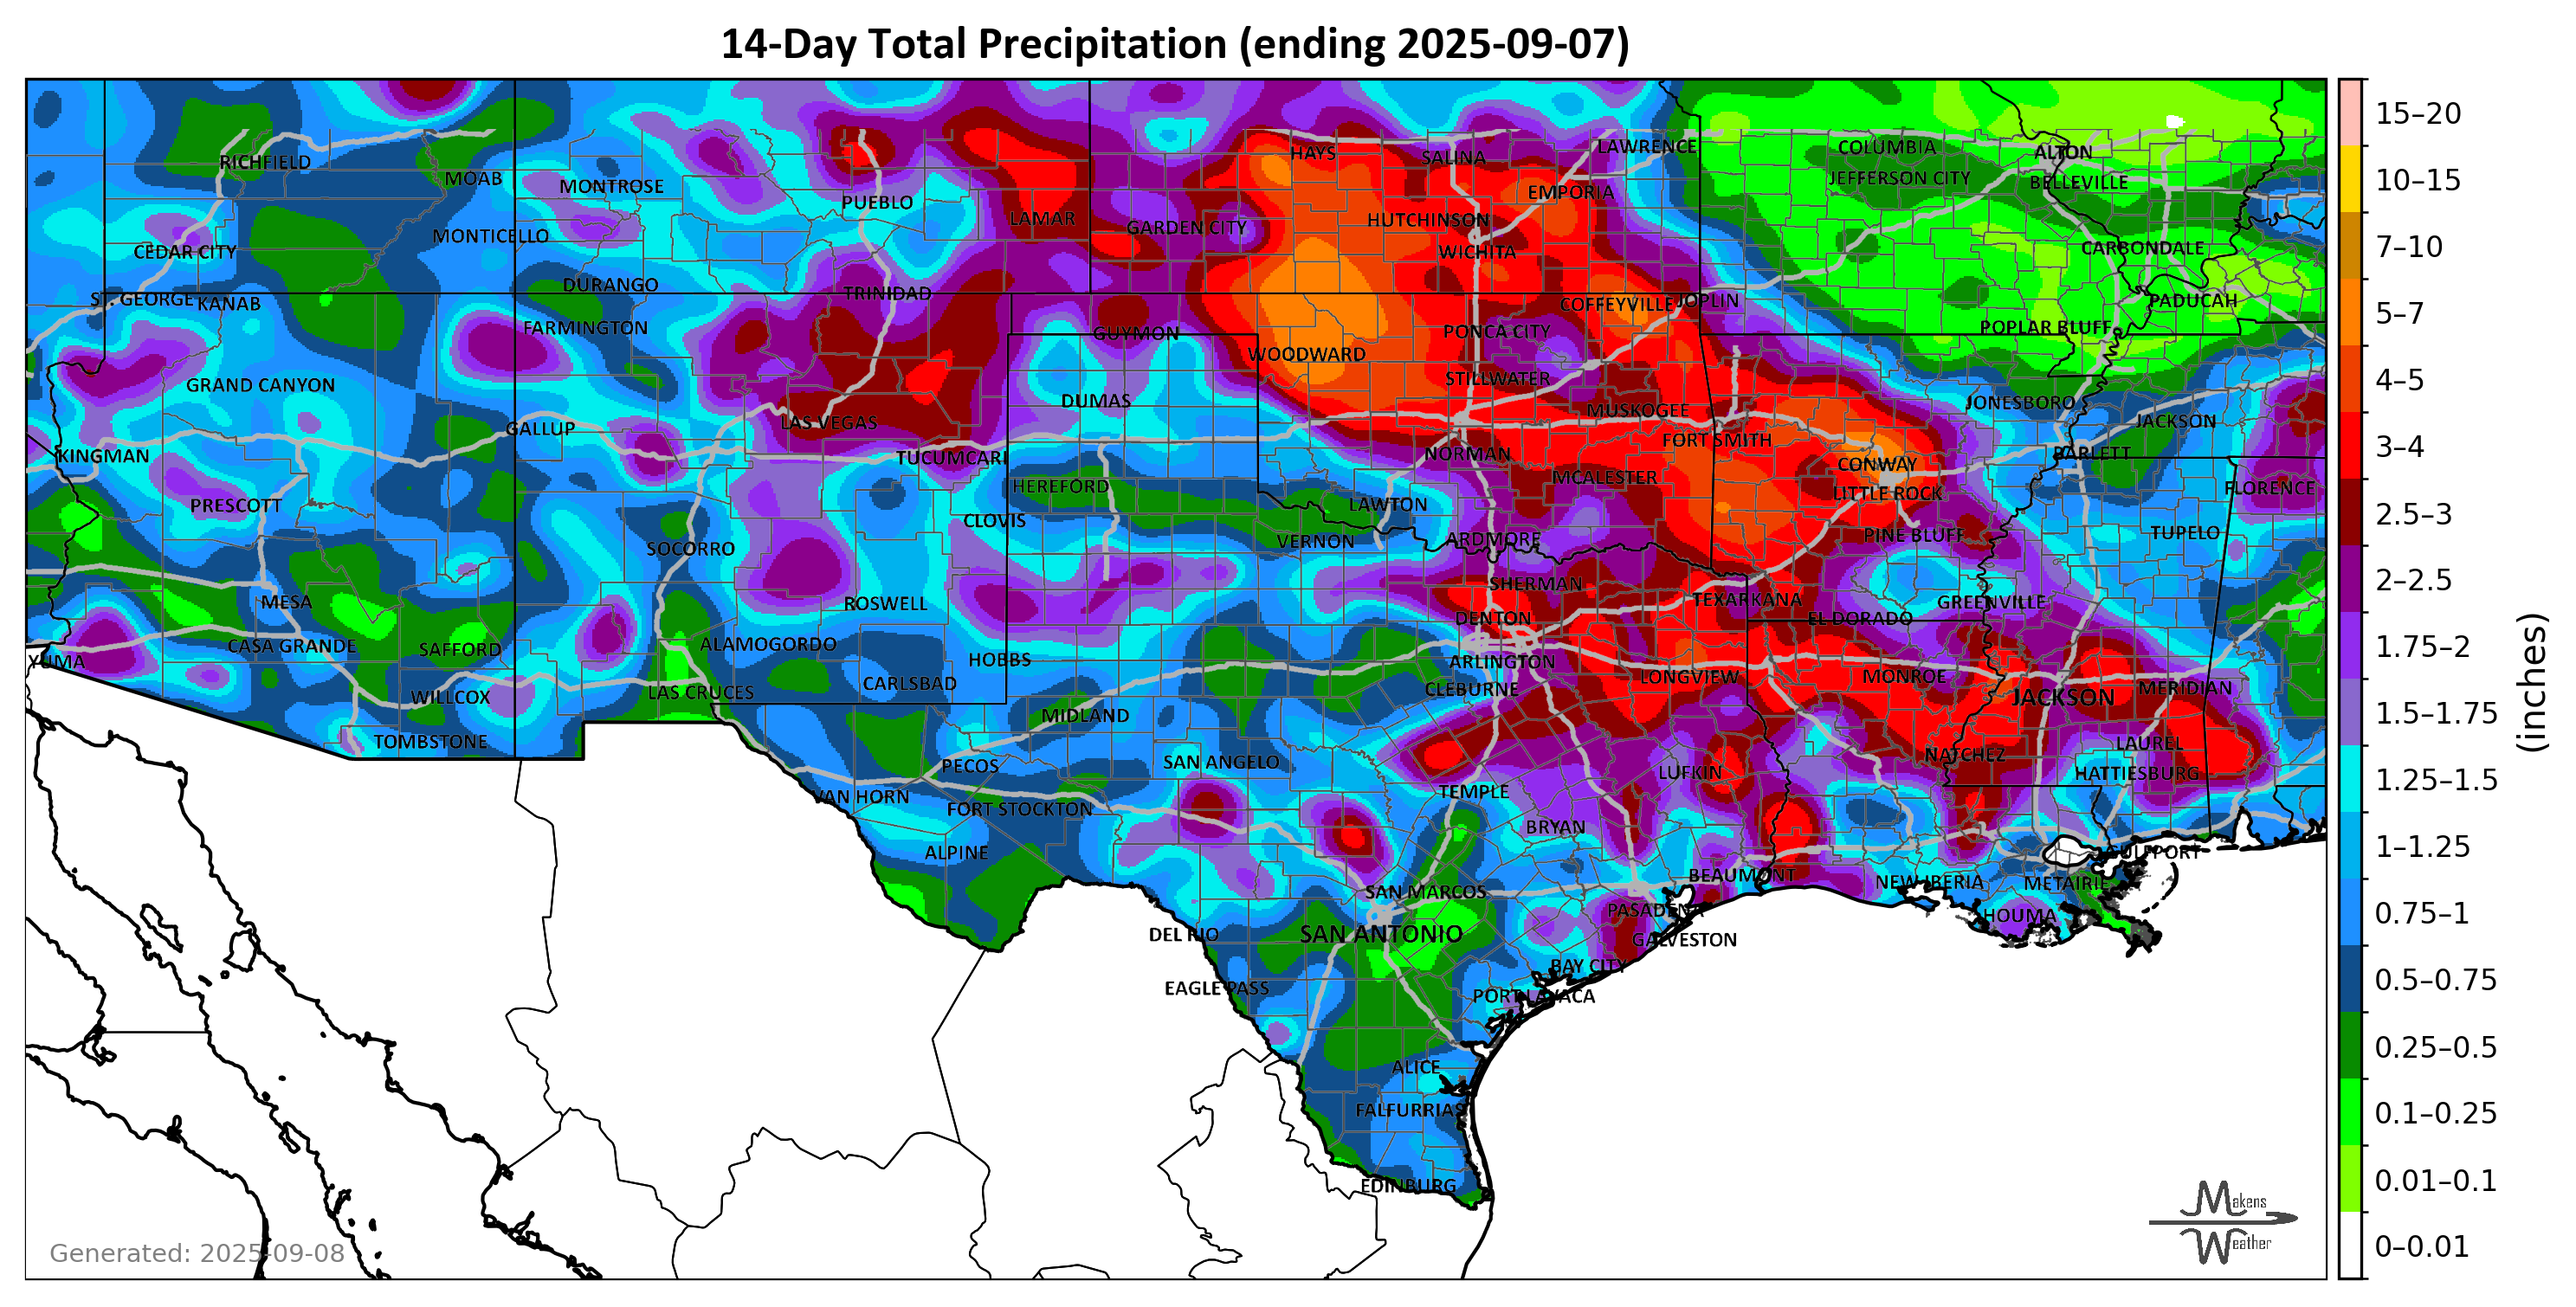 14-Day Total Precipitation (ending 2025-09-07)
HAYS
SALINA
LAWRENCE
COLUMBIA
ALTON
RICHFIELD
MOAB
MONTROSE
EMPORIA
JEFFERSON CITY
BELLEVILLE
PUEBLO
LAMAR
GARDEN CITY
HUTCHINSON
MONTICELLO
CEDAR CITY
WICHITA
CARBONDALE
DURANGO
TRINIDAD
ST. GEORGE
KANAB
COFFEYVILLE
JOPLIN
PADUCAH
FARMINGTON
GUYMON
PONCA CITY
POPLAR BLUFF
WOODWARD
GRAND CANYON
STILLWATER
DUMAS
MUSKOGEE
JONESBORO
JACKSON
GALLUP
LAS VEGAS
FORT SMITH
KINGMAN
TUCUMCARI
NORMAN
BARLETT
CONWAY
MCALESTER
HEREFORD
LITTLE ROCK
FLORENCE
PRESCOTT
LAWTON
CLOVIS
SOCORRO
VERNON
ARDMORE
PINE BLUFF
TUPELO
SHERMAN
MESA
ROSWELL
TEXARKANA
GREENVILLE
DENTON
EL DORADO
CASA GRANDE
SAFFORD
ALAMOGORDO
YUMA
HOBBS
ARLINGTON
LONGVIEW
MONROE
WILLCOX
LAS CRUCES
CARLSBAD
CLEBURNE
JACKSON
MERIDIAN
MIDLAND
TOMBSTONE
PECOS
SAN ANGELO
NATCHEZ
LAUREL
LUFKIN
HATTIESBURG
VAN HORN
FORT STOCKTON
TEMPLE
BRYAN
ALPINE
GULFPORT
SAN MARCOS
BEAUMONT
NEW IBERIA
METAIRIE
PASADENA
HOUMA
DEL RIO
SAN ANTONIO
GALVESTON
BAY CITY
EAGLE PASS
PORT LAVACA
ALICE
FALFURRIAS
EDINBURG
15–20
10–15
7–10
5–7
4–5
3–4
2.5–3
2–2.5
1.75–2
1.5–1.75
1.25–1.5
1–1.25
0.75–1
0.5–0.75
0.25–0.5
0.1–0.25
0.01–0.1
0–0.01
(inches)
Generated: 2025-09-08
Makens
Weather